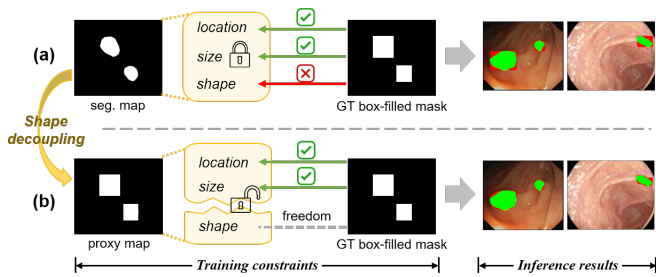 (a)
location
size
shape
seg. map
GT box-filled mask
Shape
decoupling
(b)
location
size
shape
freedom
proxy map
GT box-filled mask
Training constraints
Inference results